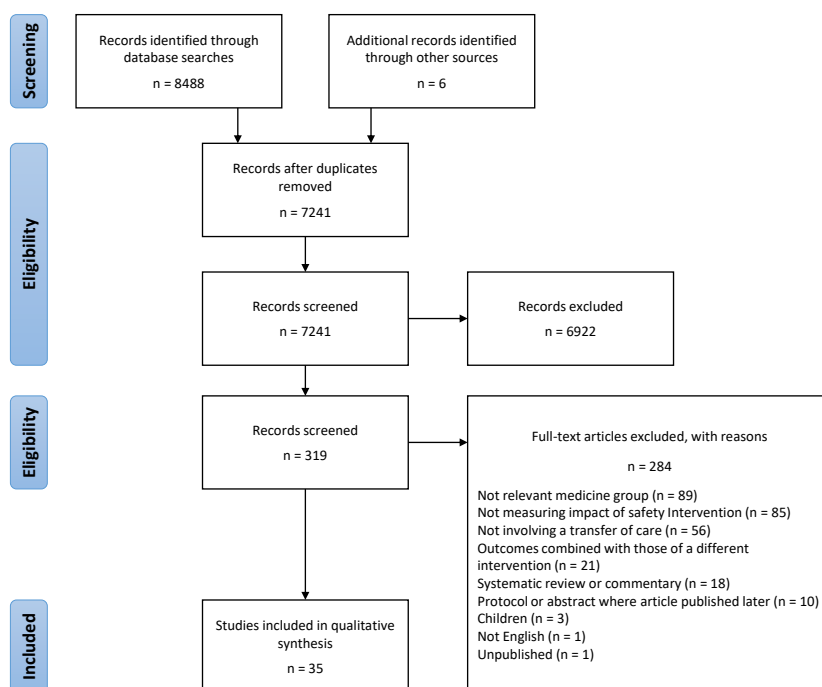 Screening
Records identified through
database searches
n = 8488
Additional records identified
through other sources
n = 6
Eligibility
Records after duplicates
removed
n = 7241
Records screened
n = 7241
Records excluded
n = 6922
Eligibility
Records screened
n = 319
Full-text articles excluded, with reasons
n = 284
Not relevant medicine group (n = 89)
Not measuring impact of safety Intervention (n = 85)
Not involving a transfer of care (n = 56)
Outcomes combined with those of a different
intervention (n = 21)
Systematic review or commentary (n = 18)
Protocol or abstract where article published later (n = 10)
Children (n = 3)
Not English (n = 1)
Unpublished (n = 1)
Included
Studies included in qualitative
synthesis
n = 35